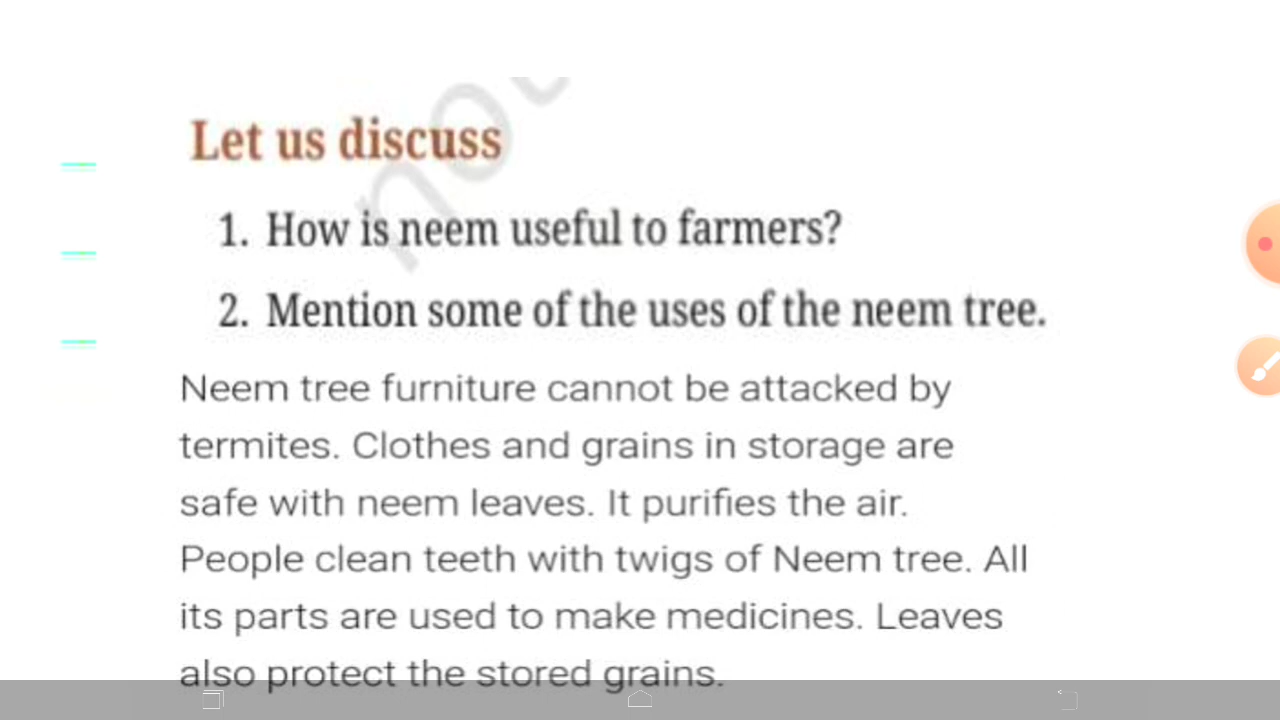 Let us discuss
1. How is neem useful to farmers?
2. Mention some of the uses of the neem tree.
Neem tree furniture cannot be attacked by
termites. Clothes and grains in storage are
safe with neem leaves. It purifies the air.
People clean teeth with twigs of Neem tree. All
its parts are used to make medicines. Leaves
also protect the stored grains.